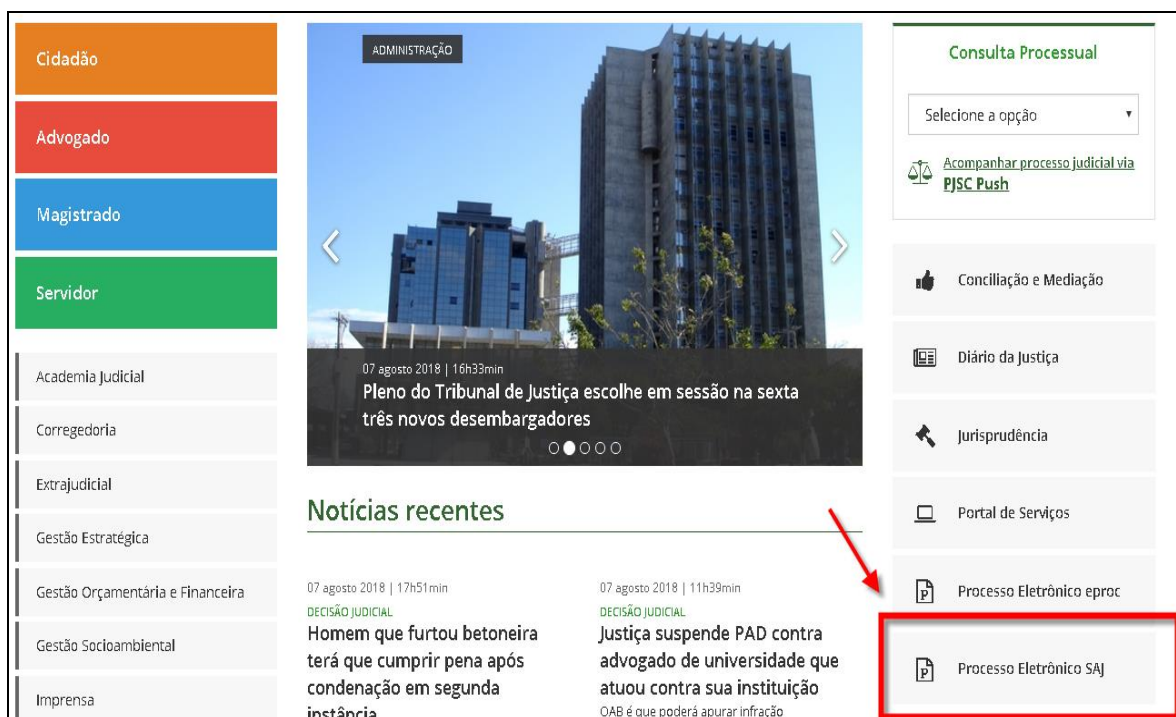 Cidadão
Advogado
Magistrado
Servidor
Academia Judicial
Corregedoria
Extrajudicial
Gestão Estratégica
Gestão Orçamentária e Financeira
Gestão Socioambiental
Imprensa
ADMINISTRAÇÃO
07 agosto 2018 | 16h33min
Pleno do Tribunal de Justiça escolhe em sessão na sexta
três novos desembargadores
Notícias recentes
07 agosto 2018 | 17h51min
DECISÃO JUDICIAL
Homem que furtou betoneira
terá que cumprir pena após
condenação em segunda
instância
07 agosto 2018 | 11h39min
DECISÃO JUDICIAL
Justiça suspende PAD contra
advogado de universidade que
atuou contra sua instituição
OAB é que poderá apurar infração
Consulta Processual
Selecione a opção
Acompanhar processo judicial via
PJSC Push
Conciliação e Mediação
Diário da Justiça
Jurisprudência
Portal de Serviços
Processo Eletrônico eproc
Processo Eletrônico SAJ